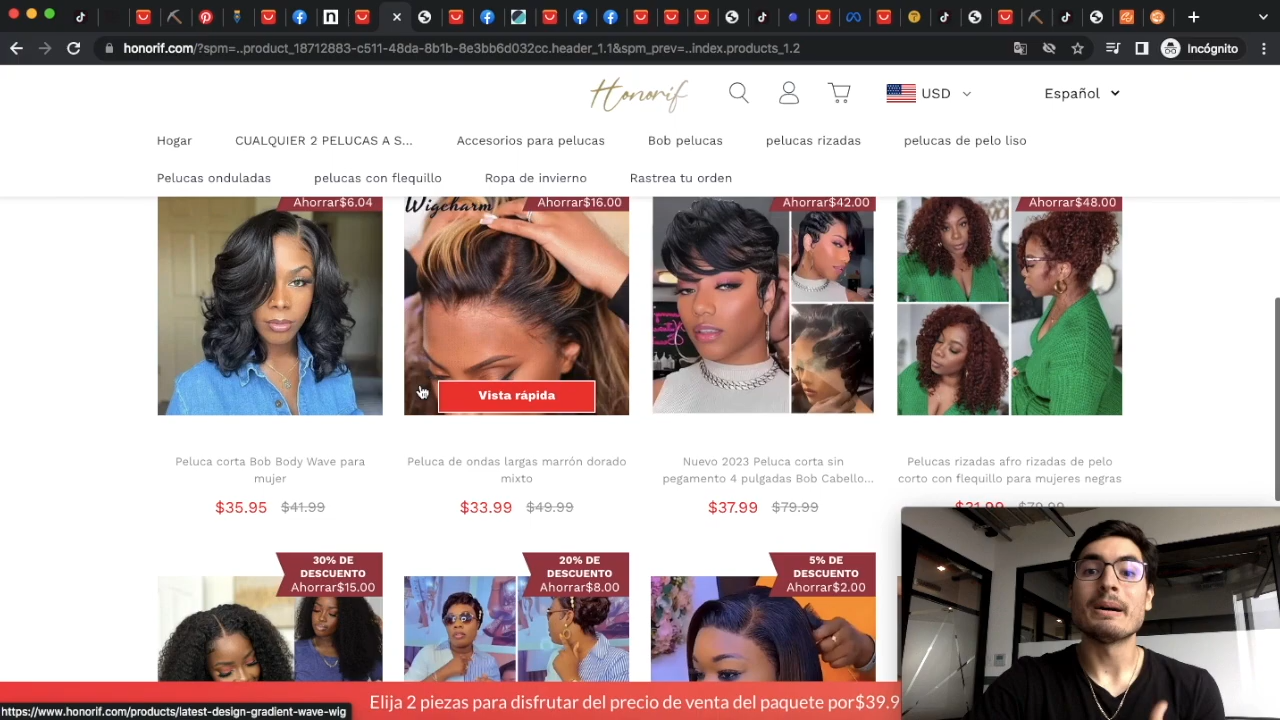 honorif.com/?spm=..product_18712883-c511-48da-8b1b-8e3bb6d032cc.header_1.1&spm_prev=..index.products_1.2
Incógnito
Honorif
USD
Español
Hogar
CUALQUIER 2 PELUCAS A S...
Accesorios para pelucas
Bob pelucas
pelucas rizadas
pelucas de pelo liso
Pelucas onduladas
pelucas con flequillo
Ropa de invierno
Rastrea tu orden
Ahorrar$6.04
Wigcharm
Ahorrar$16.00
Ahorrar$42.00
Ahorrar$48.00
Vista rápida
Peluca corta Bob Body Wave para
mujer
$35.95 $41.99
Peluca de ondas largas marrón dorado
mixto
$33.99 $49.99
Nuevo 2023 Peluca corta sin
pegamento 4 pulgadas Bob Cabello...
$37.99 $79.99
Pelucas rizadas afro rizadas de pelo
corto con flequillo para mujeres negras
$31.99 $79.99
30% DE
DESCUENTO
Ahorrar$15.00
20% DE
DESCUENTO
Ahorrar$8.00
5% DE
DESCUENTO
Ahorrar$2.00
Elija 2 piezas para disfrutar del precio de venta del paquete por$39.9
https://www.honorif.com/products/latest-design-gradient-wave-wig